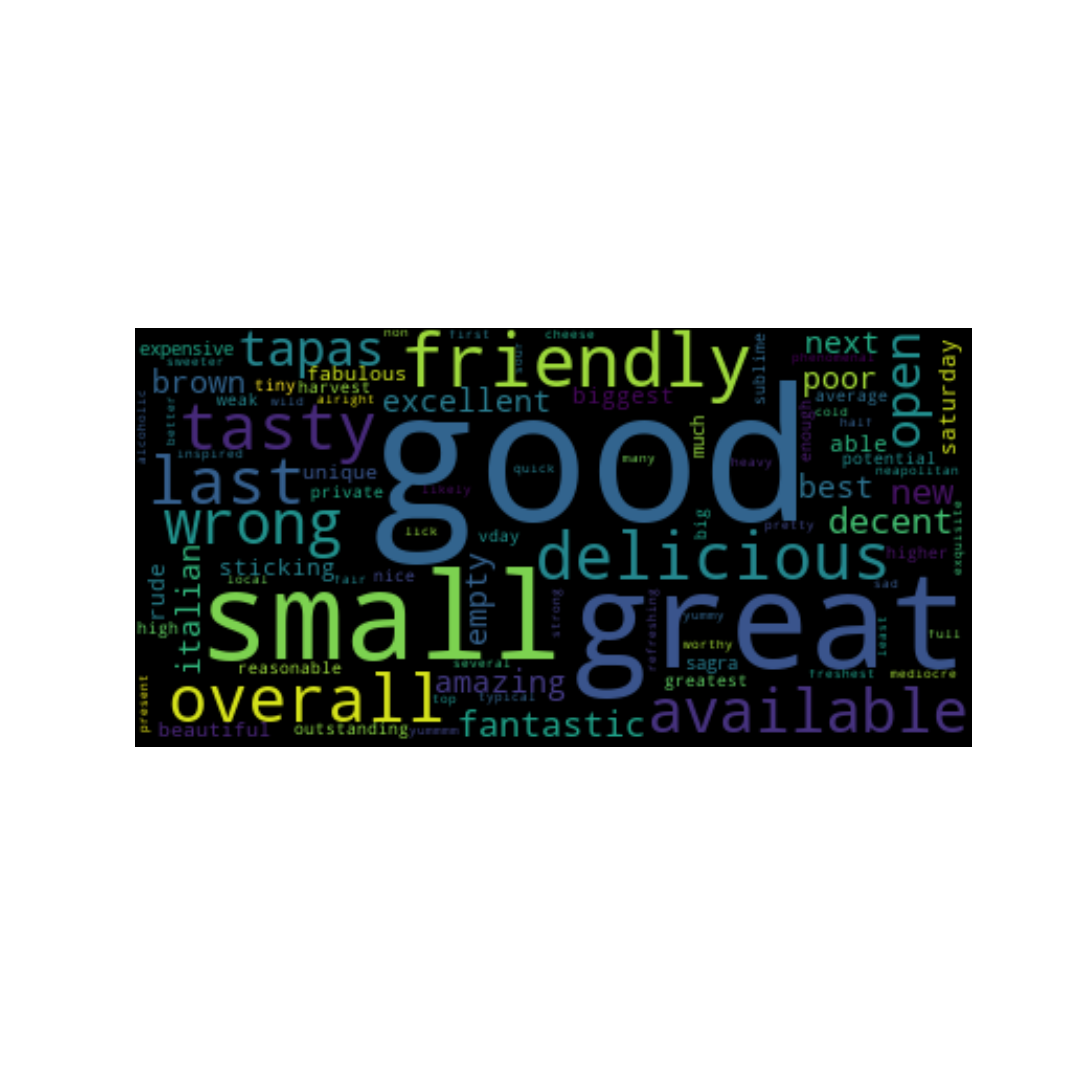 non
first
cheese
expensive
tapas
friendly
next
sweeter
sour
sublime
phenomenal
open
saturday
brown
tiny
fabulous
harvest
poor
weak
wild
alright
excellent
biggest
average
alcoholic
better
tasty
good
much
enough
cold
half
able
inspired
potential
last
unique
quick
many
heavy
neapolitan
private
likely
best
new
wrong
lick
vday
big
pretty
decent
exquisite
italian
sticking
delicious
higher
rude
local
fair
nice
empty
sad
small
strong
refreshing
great
yummy
least
high
worthy
full
reasonable
several
sagra
freshest
mediocre
present
overall
amazing
top
typical
greatest
available
beautiful
outstanding
yummm
fantastic